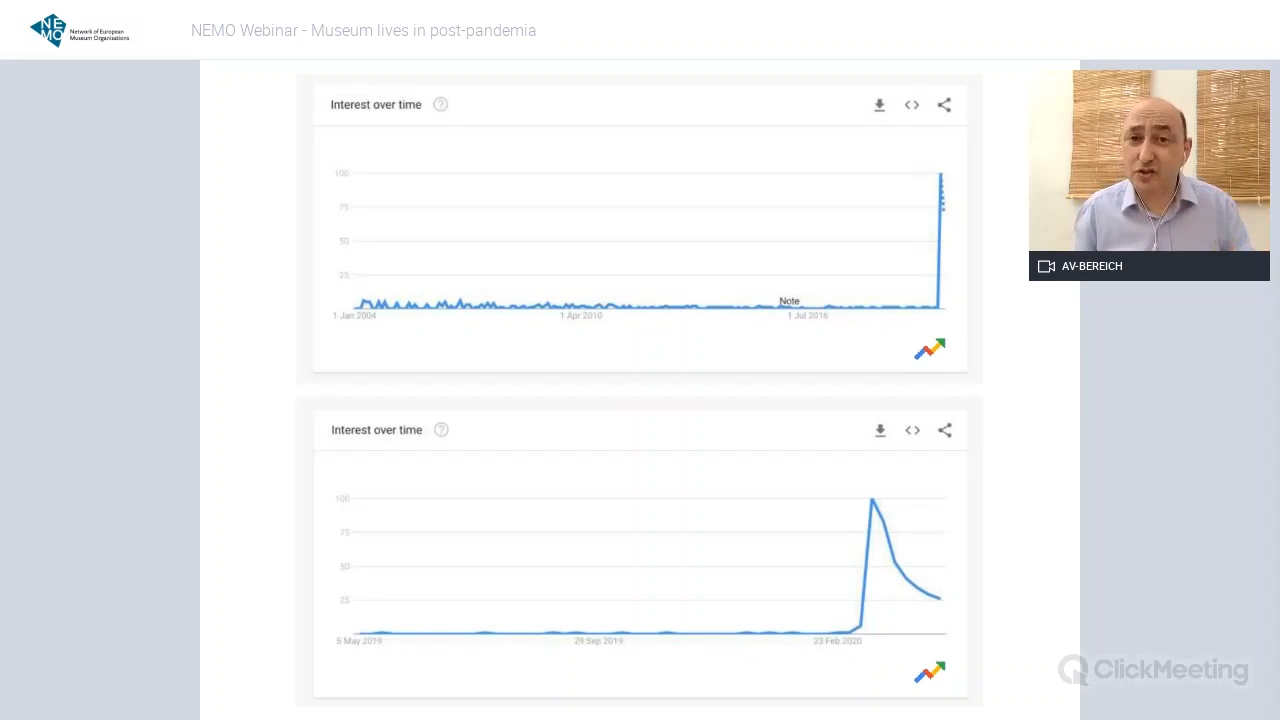 NE
MO
Network of European
Museum Organisations
NEMO Webinar - Museum lives in post-pandemia
Interest over time
100
75
50
25
Note
1 Jan 2004
1 Apr 2010
1 Jul 2016
AV-BEREICH
Interest over time
100
75
50
25
5 May 2019
29 Sep 2019
23 Feb 2020
ClickMeeting